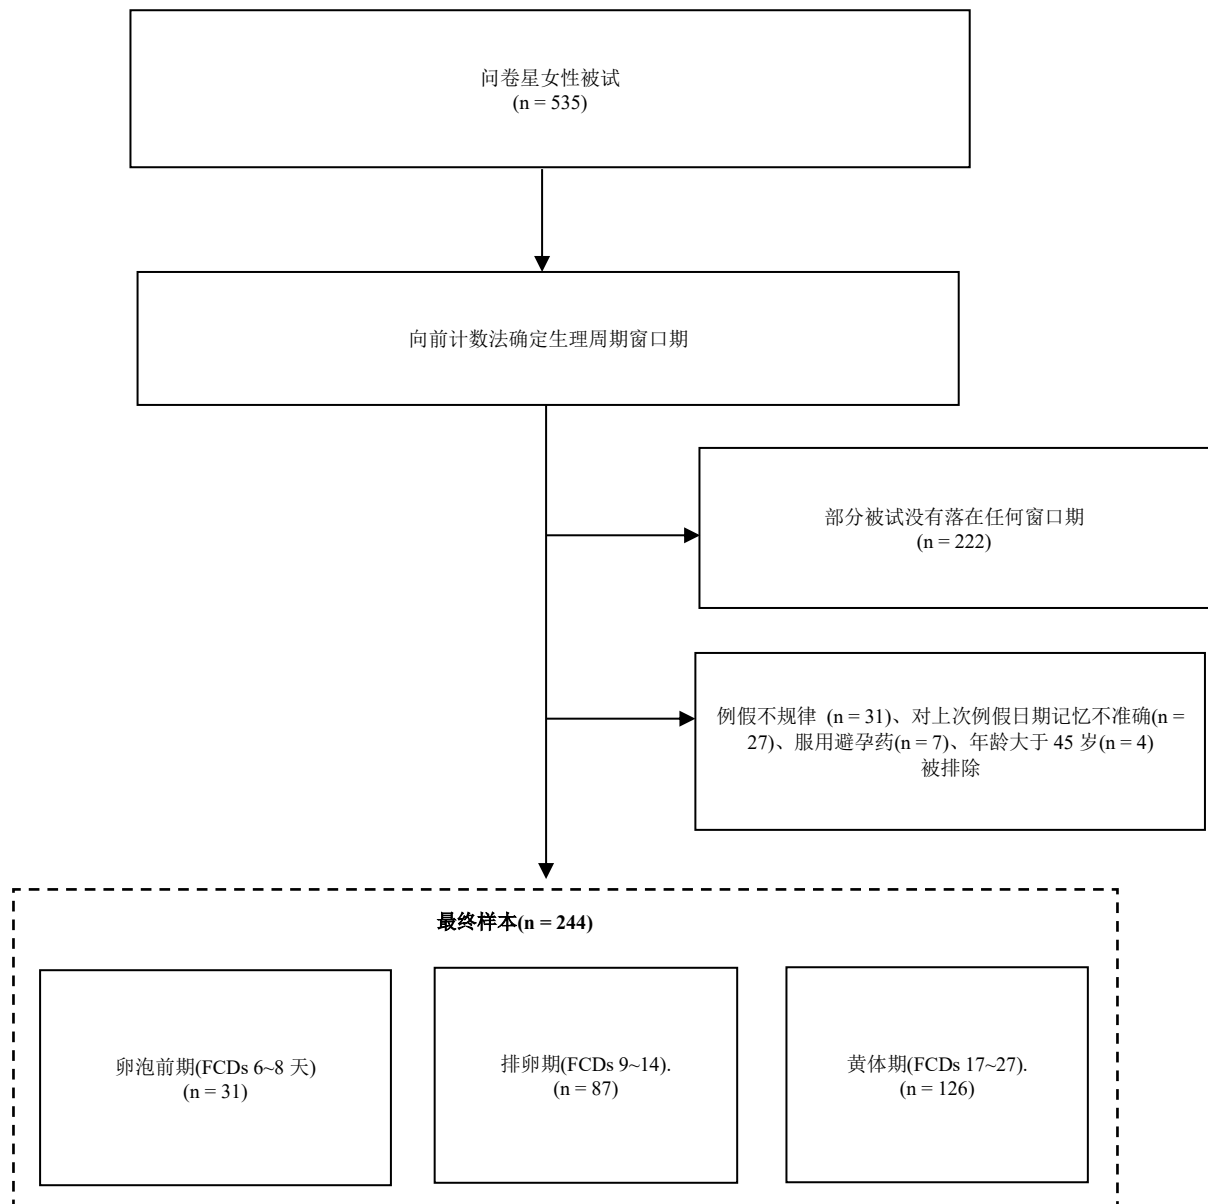 问卷星女性被试
(n = 535)
向前计数法确定生理周期窗口期
部分被试没有落在任何窗口期
(n = 222)
例假不规律 (n = 31)、对上次例假日期记忆不准确(n =
27)、服用避孕药(n = 7)、年龄大于 45 岁(n = 4)
被排除
最终样本(n = 244)
卵泡前期(FCDs 6~8 天)
(n = 31)
排卵期(FCDs 9~14).
(n = 87)
黄体期(FCDs 17~27).
(n = 126)